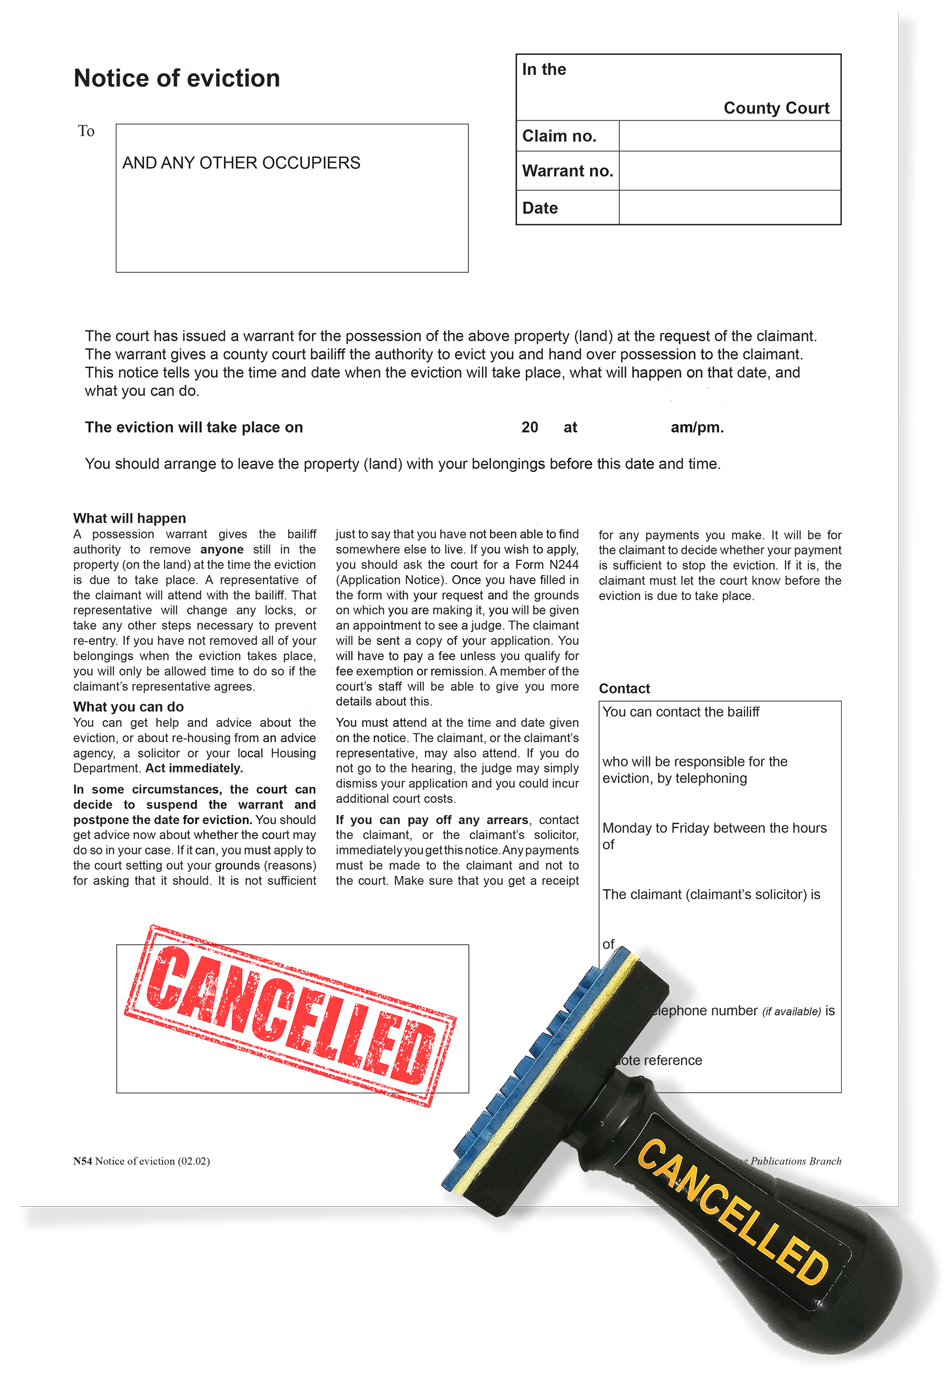 Notice of eviction
In the
County Court
Claim no.
Warrant no.
Date
To
AND ANY OTHER OCCUPIERS
The court has issued a warrant for the possession of the above property (land) at the request of the claimant.
The warrant gives a county court bailiff the authority to evict you and hand over possession to the claimant.
This notice tells you the time and date when the eviction will take place, what will happen on that date, and
what you can do.
The eviction will take place on 20 at am/pm.
You should arrange to leave the property (land) with your belongings before this date and time.
What will happen
A possession warrant gives the bailiff
authority to remove anyone still in the
property (on the land) at the time the eviction
is due to take place. A representative of
the claimant will attend with the bailiff. That
representative will change any locks, or
take any other steps necessary to prevent
re-entry. If you have not removed all of your
belongings when the eviction takes place,
you will only be allowed time to do so if the
claimant's representative agrees.
What you can do
You can get help and advice about the
eviction, or about re-housing from an advice
agency, a solicitor or your local Housing
Department. Act immediately.
In some circumstances, the court can
decide to suspend the warrant and
postpone the date for eviction. You should
get advice now about whether the court may
do so in your case. If it can, you must apply to
the court setting out your grounds (reasons)
for asking that it should. It is not sufficient
just to say that you have not been able to find
somewhere else to live. If you wish to apply,
you should ask the court for a Form N244
(Application Notice). Once you have filled in
the form with your request and the grounds
on which you are making it, you will be given
an appointment to see a judge. The claimant
will be sent a copy of your application. You
will have to pay a fee unless you qualify for
fee exemption or remission. A member of the
court's staff will be able to give you more
details about this.
You must attend at the time and date given
on the notice. The claimant, or the claimant's
representative, may also attend. If you do
not go to the hearing, the judge may simply
dismiss your application and you could incur
additional court costs.
If you can pay off any arrears, contact
the claimant, or the claimant's solicitor,
immediately you get this notice. Any payments
must be made to the claimant and not to
the court. Make sure that you get a receipt
for any payments you make. It will be for
the claimant to decide whether your payment
is sufficient to stop the eviction. If it is, the
claimant must let the court know before the
eviction is due to take place.
Contact
You can contact the bailiff
who will be responsible for the
eviction, by telephoning
Monday to Friday between the hours
of
The claimant (claimant's solicitor) is
of
number (if available) is
reference
CANCELLED
CANCELLED
N54 Notice of eviction (02.02)
Publications Branch